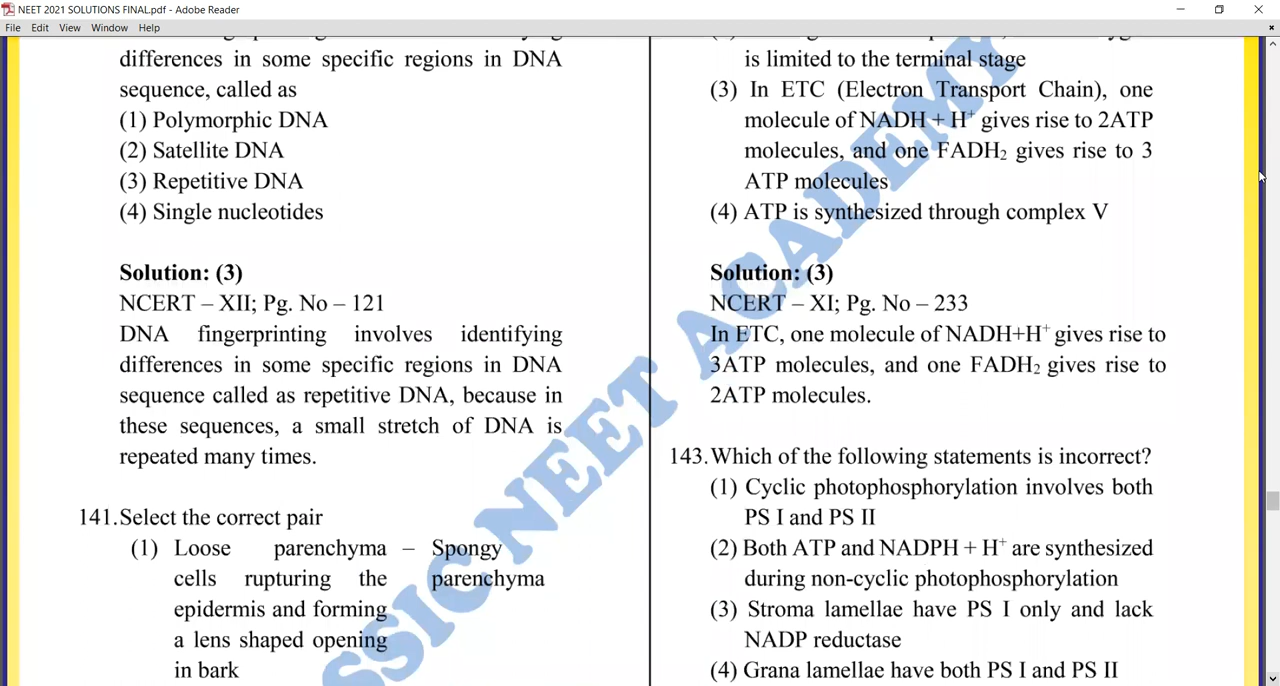 NEET 2021 SOLUTIONS FINAL.pdf - Adobe Reader
File Edit View Window Help
differences in some specific regions in DNA
sequence, called as
(1) Polymorphic DNA
(2) Satellite DNA
(3) Repetitive DNA
(4) Single nucleotides
Solution: (3)
NCERT – XII; Pg. No – 121
DNA fingerprinting involves identifying
differences in some specific regions in DNA
sequence called as repetitive DNA, because in
these sequences, a small stretch of DNA is
repeated many times.
141. Select the correct pair
(1) Loose parenchyma – Spongy
cells rupturing the parenchyma
epidermis and forming
a lens shaped opening
in bark
is limited to the terminal stage
(3) In ETC (Electron Transport Chain), one
molecule of NADH + H⁺ gives rise to 2ATP
molecules, and one FADH₂ gives rise to 3
ATP molecules
(4) ATP is synthesized through complex V
Solution: (3)
NCERT – XI; Pg. No – 233
In ETC, one molecule of NADH+H⁺ gives rise to
3ATP molecules, and one FADH₂ gives rise to
2ATP molecules.
143. Which of the following statements is incorrect?
(1) Cyclic photophosphorylation involves both
PS I and PS II
(2) Both ATP and NADPH + H⁺ are synthesized
during non-cyclic photophosphorylation
(3) Stroma lamellae have PS I only and lack
NADP reductase
(4) Grana lamellae have both PS I and PS II
SSIC NEET ACADEMY